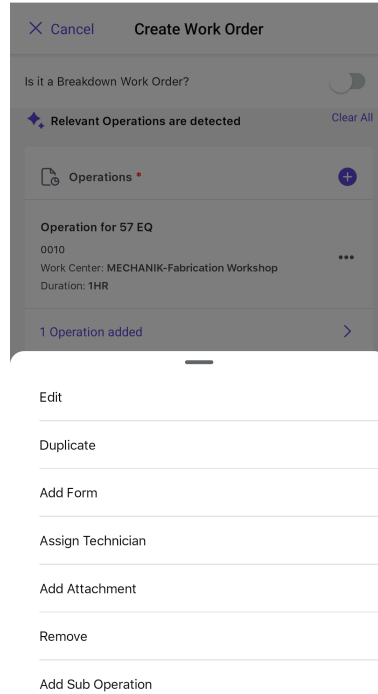 Cancel
Create Work Order
Is it a Breakdown Work Order?
Relevant Operations are detected
Clear All
Operations *
Operation for 57 EQ
0010
Work Center: MECHANIK-Fabrication Workshop
Duration: 1HR
1 Operation added
Edit
Duplicate
Add Form
Assign Technician
Add Attachment
Remove
Add Sub Operation